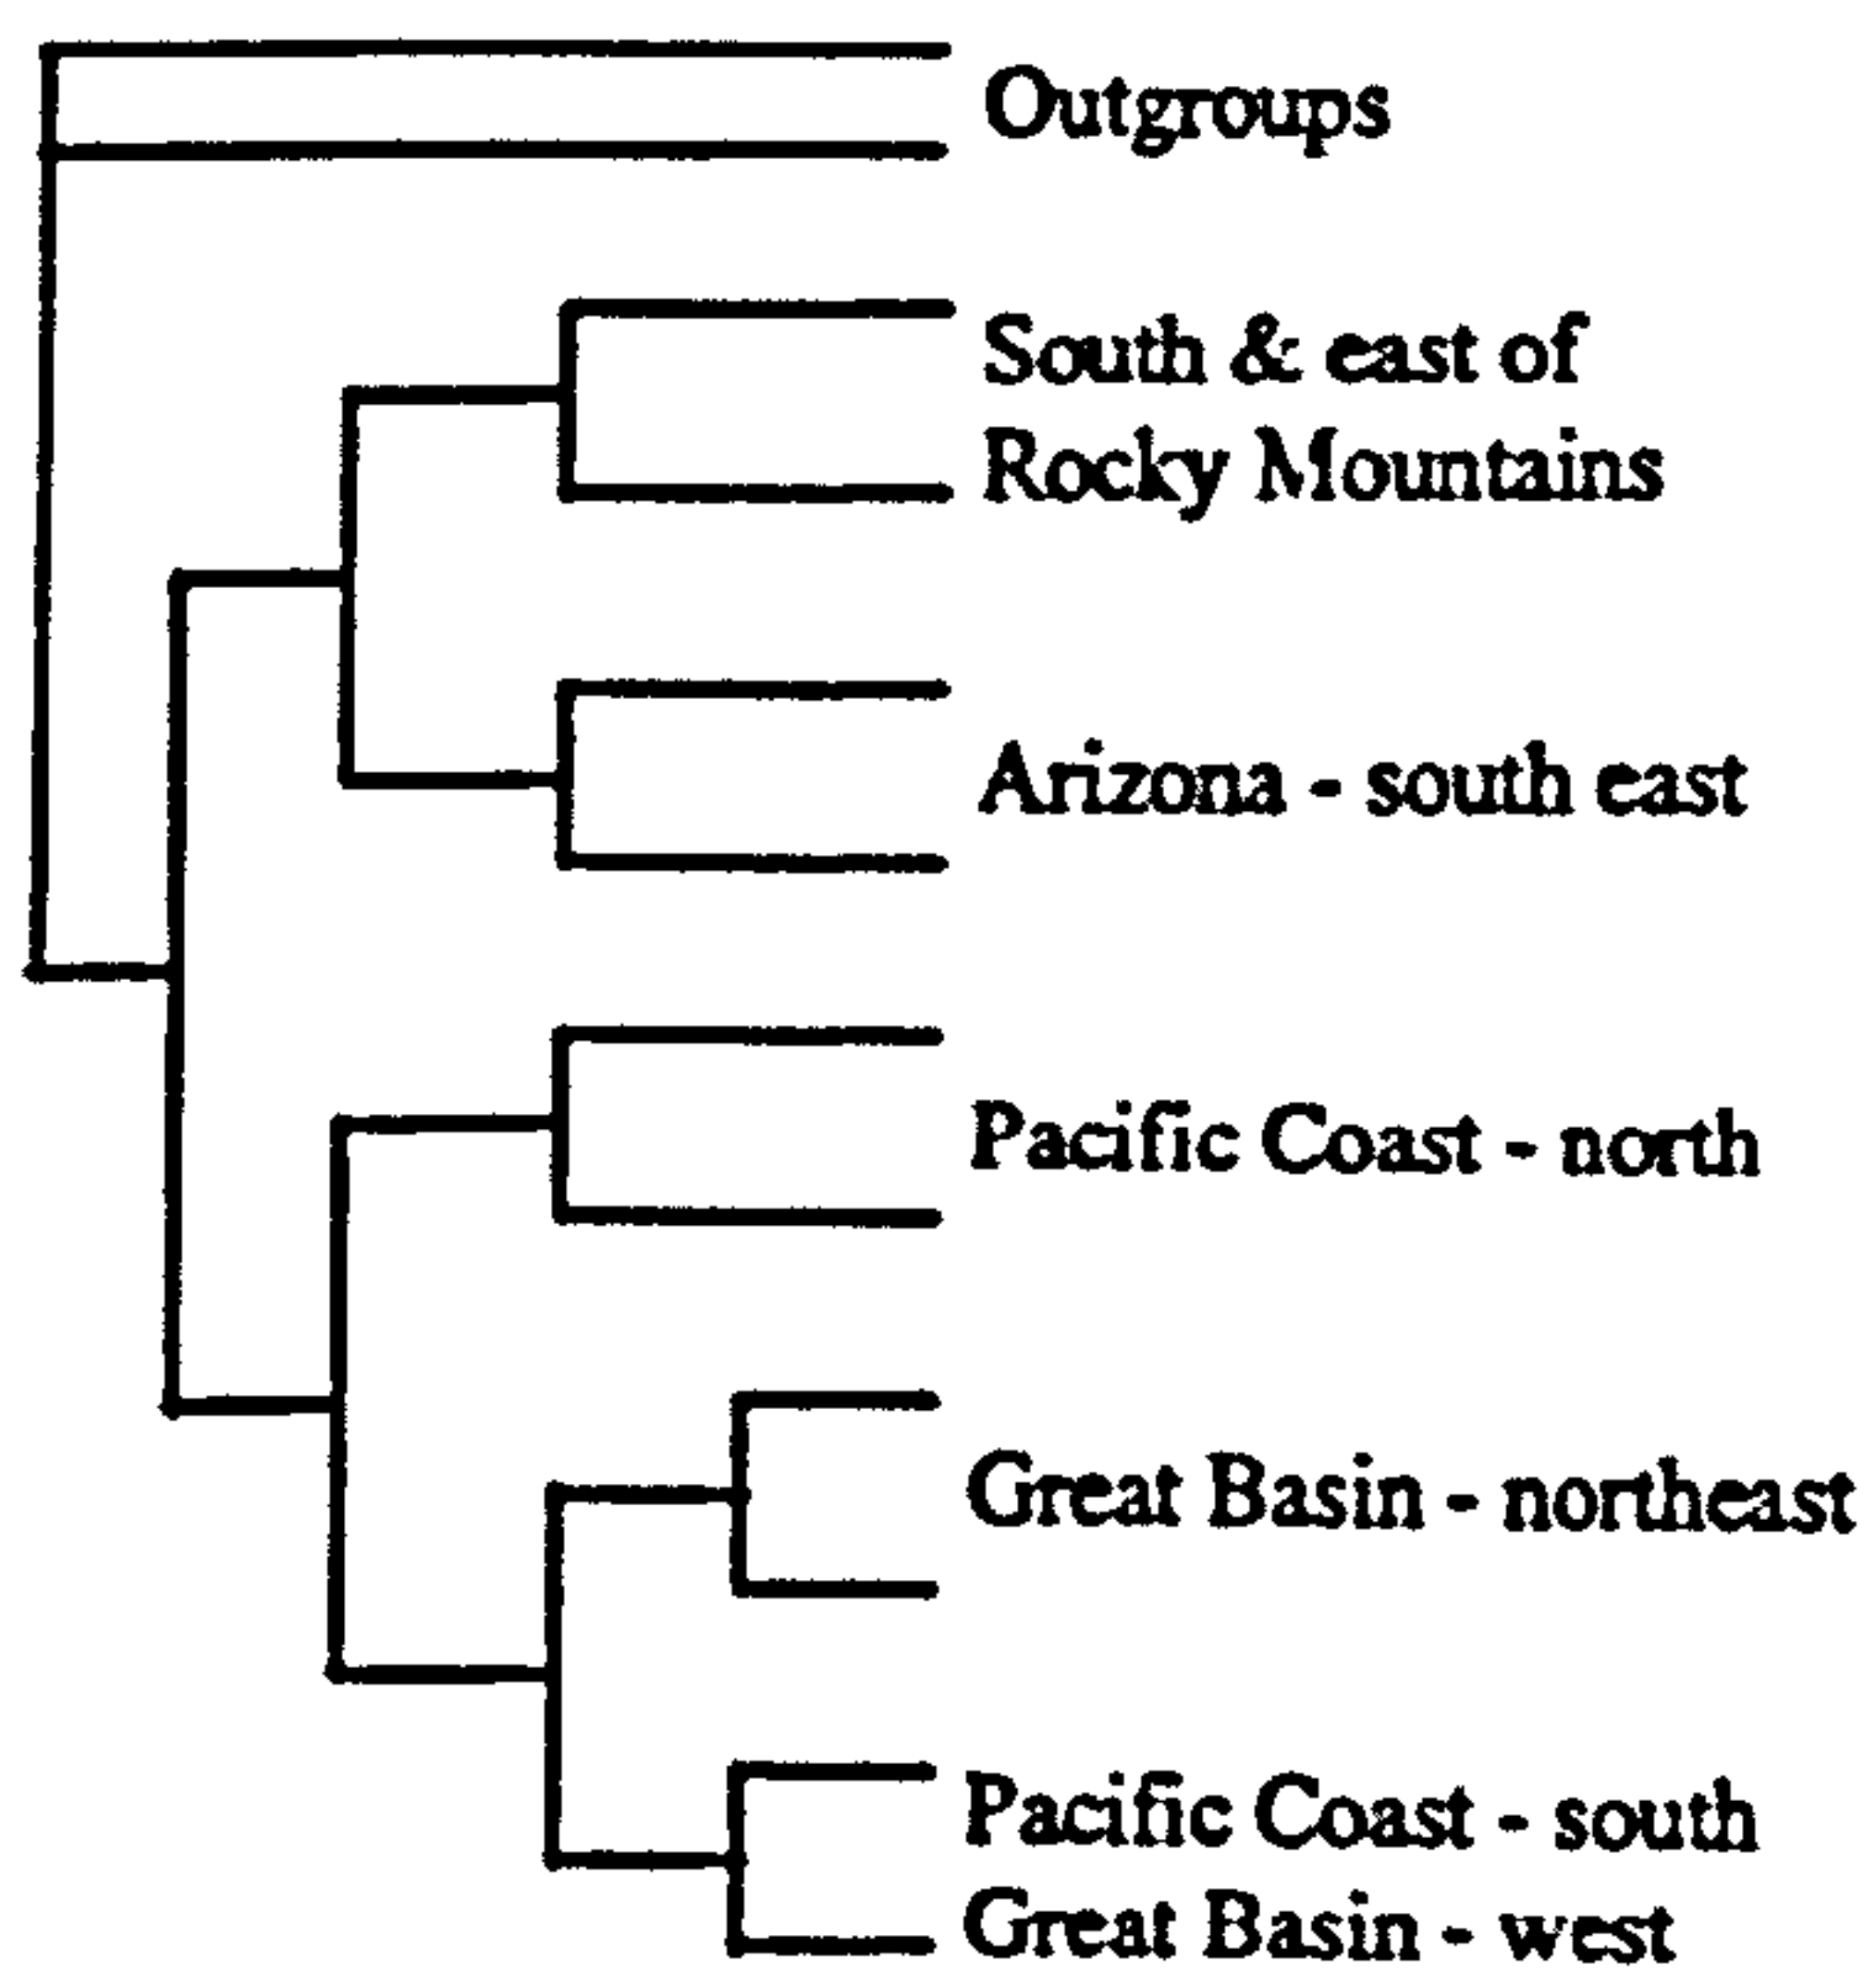 Outgroups
South & east of
Rocky Mountains
Arizona - south east
Pacific Coast - north
Great Basin - northeast
Pacific Coast - south
Great Basin - west